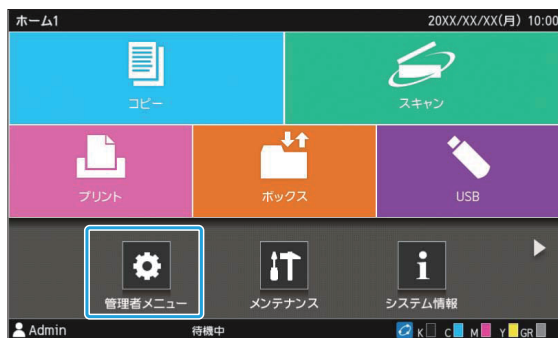 ホーム1
20XX/XX/XX(月) 10:00
コピー
スキャン
プリント
ボックス
USB
管理者メニュー
メンテナンス
システム情報
Admin
待機中
K C M Y GR